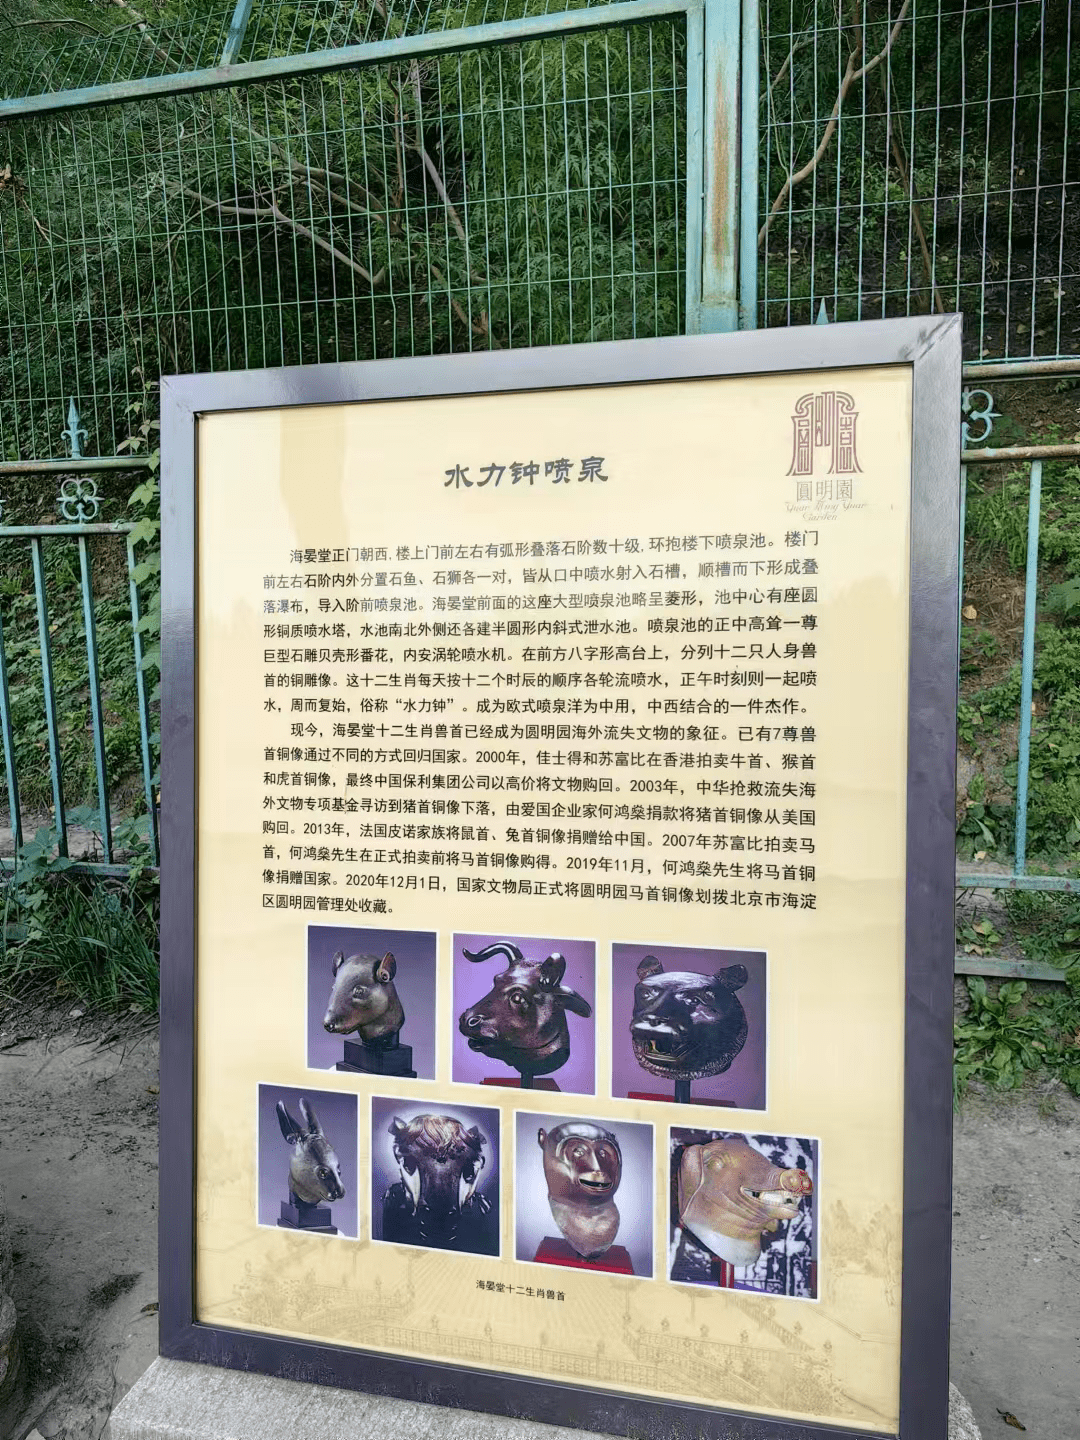 圆明园
Yuan Ming Yuan
Garden
水力钟喷泉
海晏堂正门朝西,楼上门前左右有弧形叠落石阶数十级,环抱楼下喷泉池。楼门
前左右石阶内外分置石鱼、石狮各一对，皆从口中喷水射入石槽，顺槽而下形成叠
落瀑布，导入阶前喷泉池。海晏堂前面的这座大型喷泉池略呈菱形，池中心有座圆
形铜质喷水塔，水池南北外侧还各建半圆形内斜式泄水池。喷泉池的正中高耸一尊
巨型石雕贝壳形番花，内安涡轮喷水机。在前方八字形高台上，分列十二只人身兽
首的铜雕像。这十二生肖每天按十二个时辰的顺序各轮流喷水，正午时刻则一起喷
水，周而复始，俗称“水力钟”。成为欧式喷泉洋为中用，中西结合的一件杰作。
现今，海晏堂十二生肖兽首已经成为圆明园海外流失文物的象征。已有7尊兽
首铜像通过不同的方式回归国家。2000年，佳士得和苏富比在香港拍卖牛首、猴首
和虎首铜像，最终中国保利集团公司以高价将文物购回。2003年，中华抢救流失海
外文物专项基金寻访到猪首铜像下落，由爱国企业家何鸿燊捐款将猪首铜像从美国
购回。2013年，法国皮诺家族将鼠首、兔首铜像捐赠给中国。2007年苏富比拍卖马
首，何鸿燊先生在正式拍卖前将马首铜像购得。2019年11月，何鸿燊先生将马首铜
像捐赠国家。2020年12月1日，国家文物局正式将圆明园马首铜像划拨北京市海淀
区圆明园管理处收藏。
海晏堂十二生肖兽首